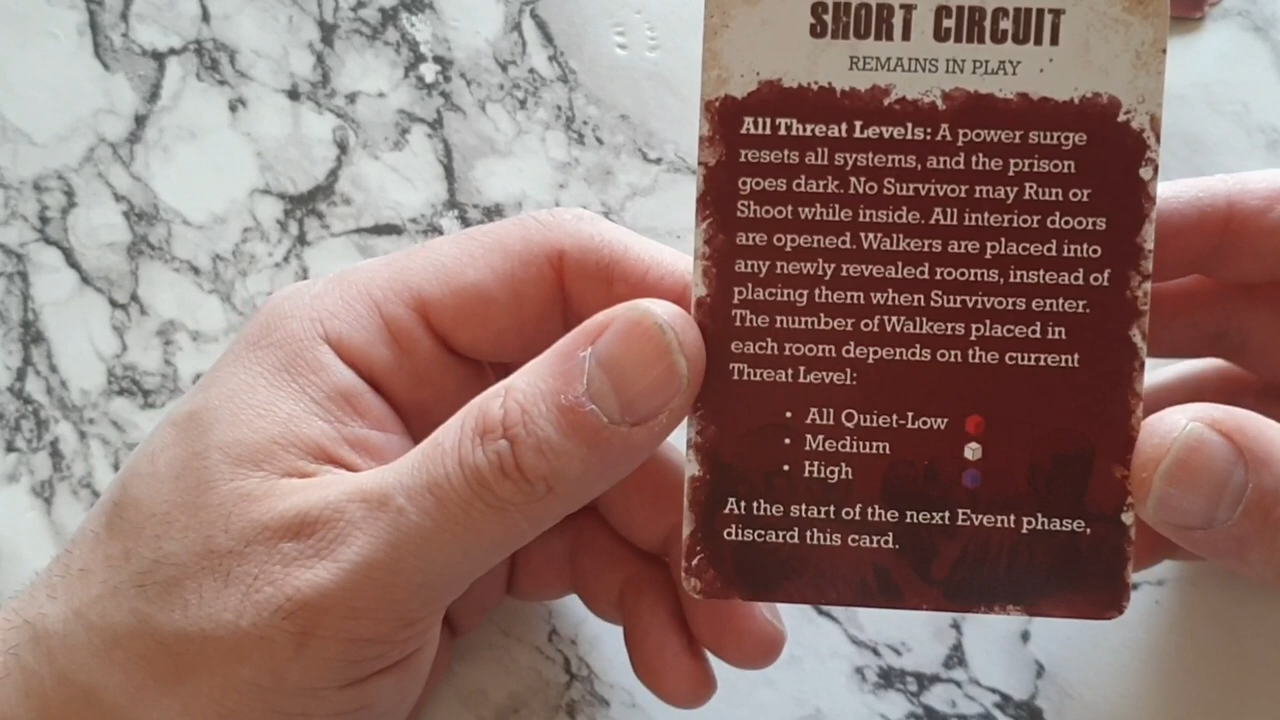 SHORT CIRCUIT
REMAINS IN PLAY
All Threat Levels: A power surge
resets all systems, and the prison
goes dark. No Survivor may Run or
Shoot while inside. All interior doors
are opened. Walkers are placed into
any newly revealed rooms, instead of
placing them when Survivors enter.
The number of Walkers placed in
each room depends on the current
Threat Level:
• All Quiet-Low
• Medium
• High
At the start of the next Event phase,
discard this card.